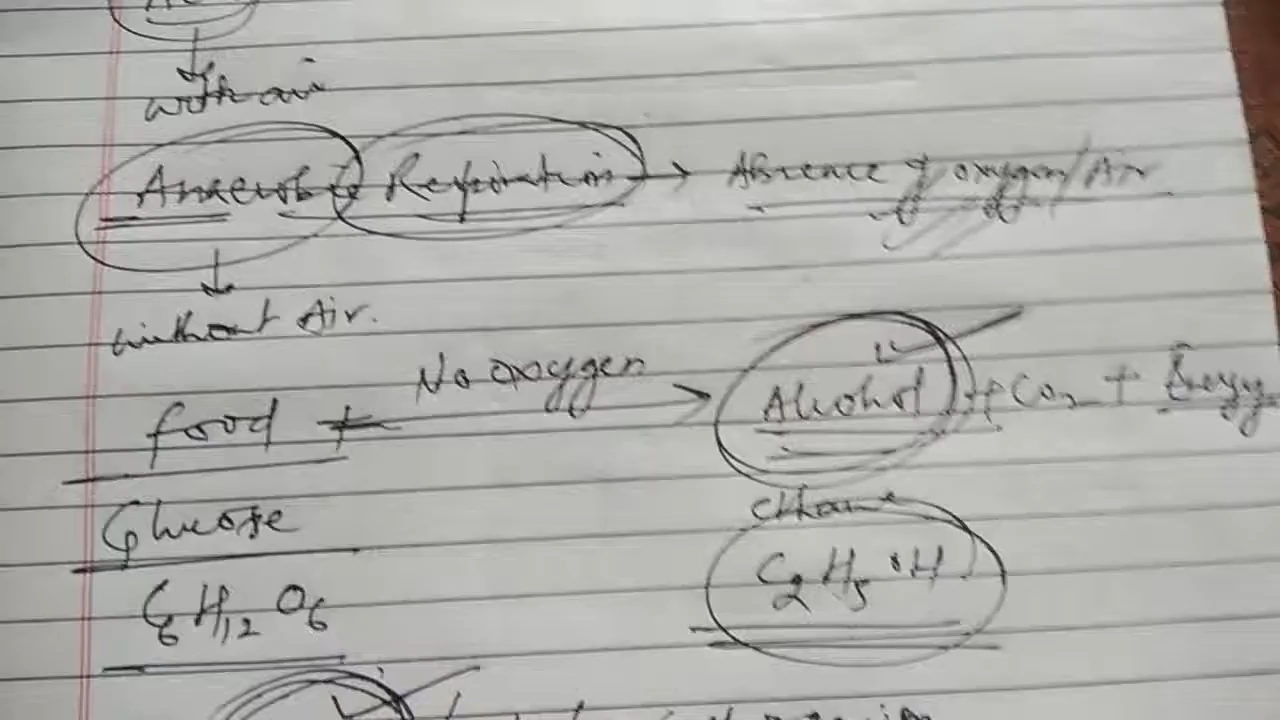 with air
Anaerobic Respiration → Absence of oxygen/Air
without Air.
food + No oxygen → Alcohol + CO2 + Energy
Glucose
C6H12O6 C2H5OH